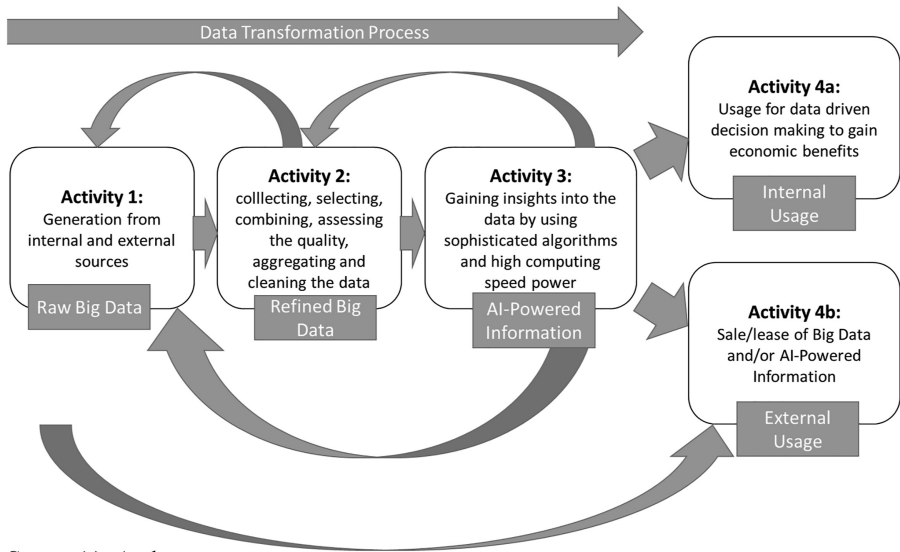 Data Transformation Process
Activity 1:
Generation from
internal and external
sources
Raw Big Data
Activity 2:
colllecting, selecting,
combining, assessing
the quality,
aggregating and
cleaning the data
Refined Big
Data
Activity 3:
Gaining insights into the
data by using
sophisticated algorithms
and high computing
speed power
AI-Powered
Information
Activity 4a:
Usage for data driven
decision making to gain
economic benefits
Internal
Usage
Activity 4b:
Sale/lease of Big Data
and/or AI-Powered
Information
External
Usage